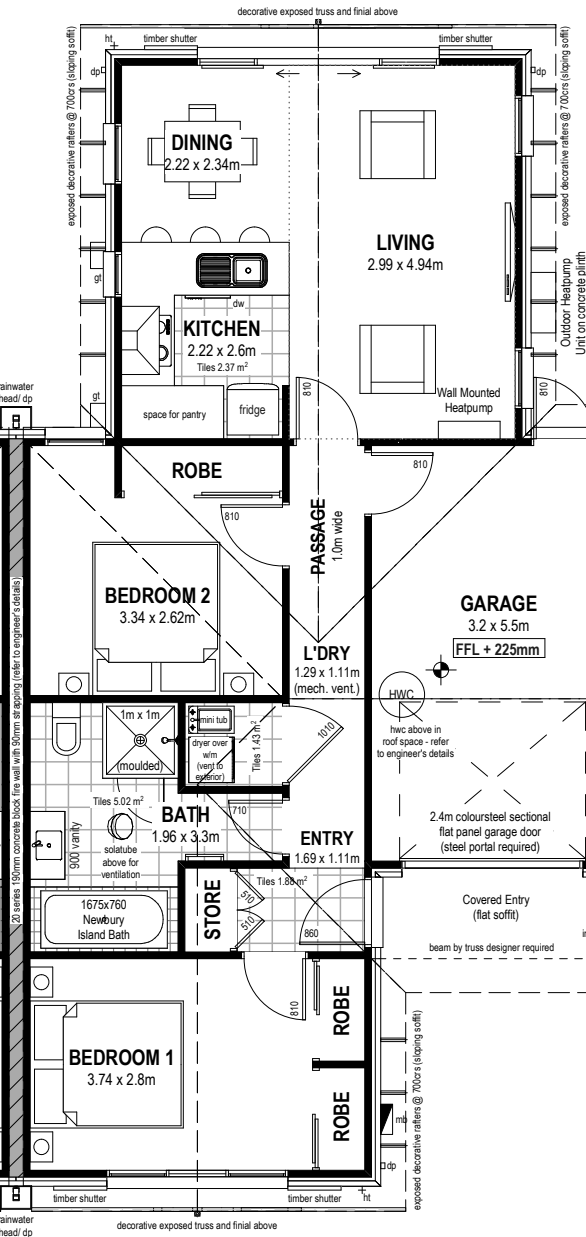 decorative exposed truss and finial above
ht
timber shutter
timber shutter
exposed decorative rafters @ 700crs (sloping soffit)
dp
dp
exposed decorative rafters @ 700crs (sloping soffit)
DINING
2.22 x 2.34m
LIVING
2.99 x 4.94m
gt
dw
KITCHEN
2.22 x 2.6m
Tiles 2.37 m²
Outdoor Heatpump
Unit on concrete plinth
gt
space for pantry
fridge
810
Wall Mounted
Heatpump
810
rainwater
head/ dp
ROBE
810
810
PASSAGE
1.0m wide
BEDROOM 2
3.34 x 2.62m
GARAGE
3.2 x 5.5m
FFL + 225mm
20 series 190mm concrete block fire wall with 90mm strapping (refer to engineer's details)
L'DRY
1.29 x 1.11m
(mech. vent.)
HWC
hwc above in
roof space - refer
to engineer's details
1m x 1m
(moulded)
mini tub
dryer over
w/m
(vent to
exterior)
Tiles 1.43 m²
1010
Tiles 5.02 m²
BATH
1.96 x 3.3m
710
900 vanity
solatube
above for
ventilation
ENTRY
1.69 x 1.11m
2.4m coloursteel sectional
flat panel garage door
(steel portal required)
Tiles 1.88 m²
STORE
510
510
860
1675x760
Newbury
Island Bath
Covered Entry
(flat soffit)
beam by truss designer required
810
ROBE
BEDROOM 1
3.74 x 2.8m
ROBE
mb
dp
exposed decorative rafters @ 700crs (sloping soffit)
timber shutter
timber shutter
ht
rainwater
head/ dp
decorative exposed truss and finial above